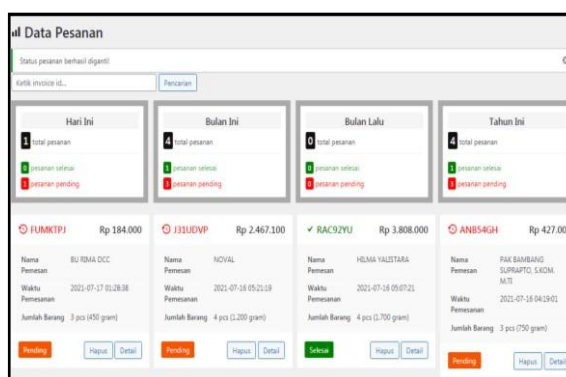 Data Pesanan
Status pesanan berhasil diganti!
Ketik invoice id...
Pencarian
Hari Ini
1 total pesanan
0 pesanan selesai
1 pesanan pending
Bulan Ini
4 total pesanan
1 pesanan selesai
3 pesanan pending
Bulan Lalu
0 total pesanan
0 pesanan selesai
0 pesanan pending
Tahun Ini
4 total pesanan
1 pesanan selesai
3 pesanan pending
FUMKTPJ Rp 184.000
Nama Pemesan BU RIMA DCC
Waktu Pemesanan 2021-07-17 01:28:38
Jumlah Barang 3 pcs (450 gram)
Pending Hapus Detail
J31UDVP Rp 2.467.100
Nama Pemesan NOVAL
Waktu Pemesanan 2021-07-16 05:21:19
Jumlah Barang 4 pcs (1.200 gram)
Pending Hapus Detail
RAC92YU Rp 3.808.000
Nama Pemesan HILMA YALISTARA
Waktu Pemesanan 2021-07-16 05:07:21
Jumlah Barang 4 pcs (1.700 gram)
Selesai Hapus Detail
ANB54GH Rp 427.00
Nama Pemesan PAK BAMBANG SUPRAPTO, S.KOM. M.TI
Waktu Pemesanan 2021-07-16 04:19:01
Jumlah Barang 3 pcs (750 gram)
Pending Hapus Detail